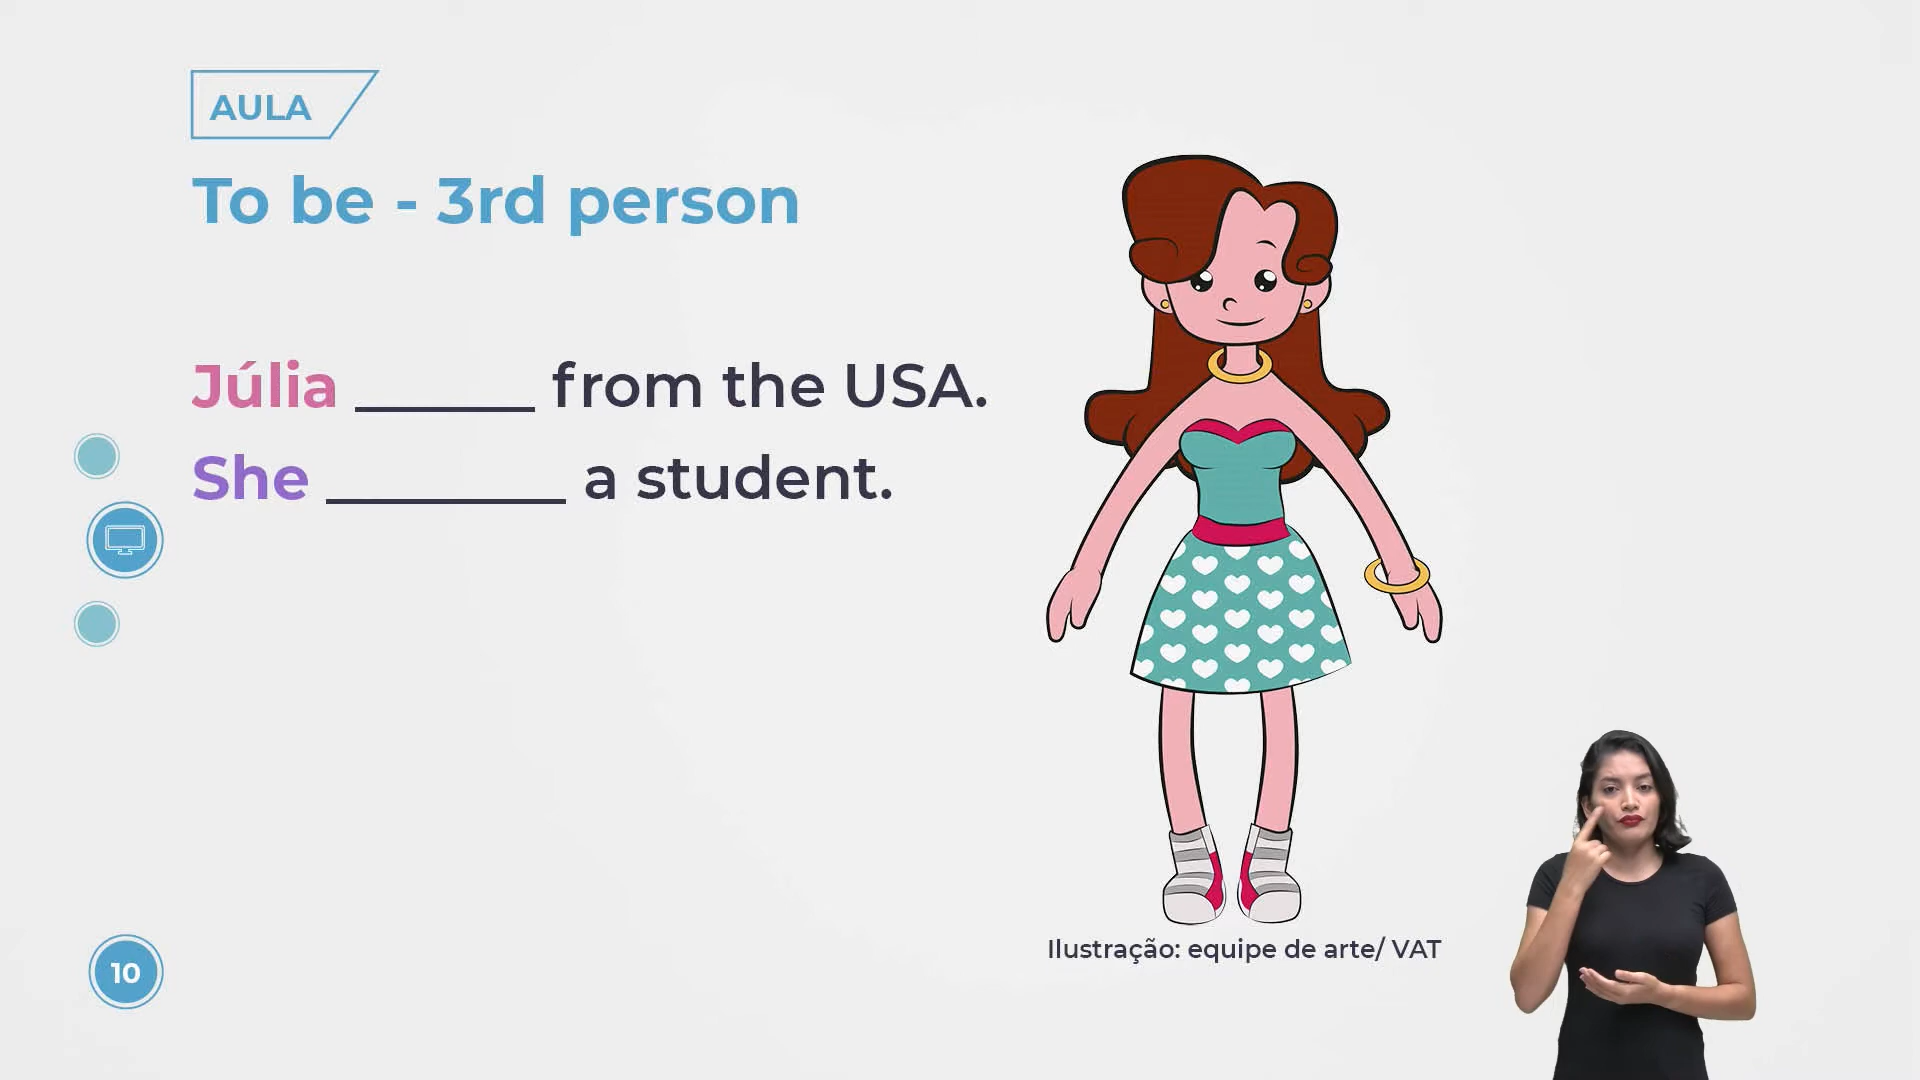 AULA
To be - 3rd person
Júlia ______ from the USA.
She ________ a student.
10
Ilustração: equipe de arte/ VAT